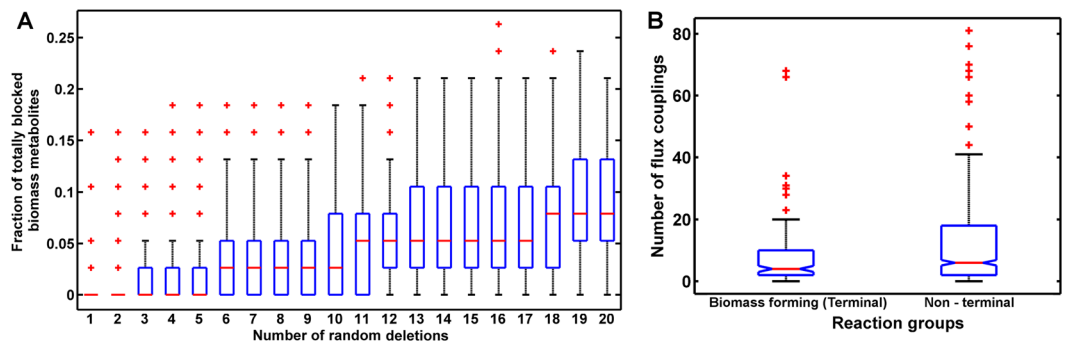 A
Fraction of totally blocked
biomass metabolites
0.25
0.2
0.15
0.1
0.05
0
1 2 3 4 5 6 7 8 9 10 11 12 13 14 15 16 17 18 19 20
Number of random deletions
B
Number of flux couplings
80
60
40
20
0
Biomass forming (Terminal) Non - terminal
Reaction groups